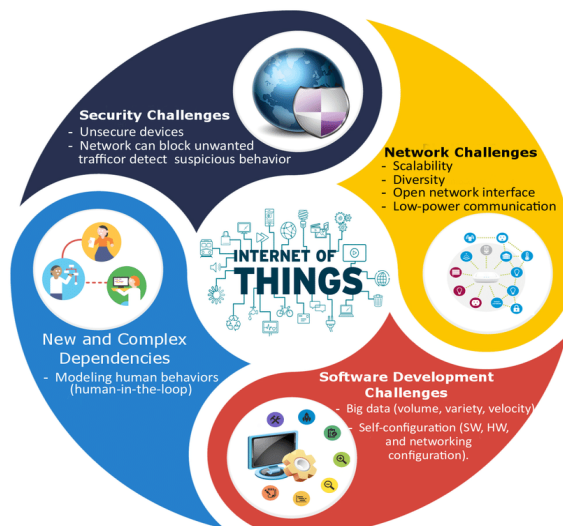 Security Challenges
- Unsecure devices
- Network can block unwanted
trafficor detect suspicious behavior
Network Challenges
- Scalability
- Diversity
- Open network interface
- Low-power communication
INTERNET OF
THINGS
New and Complex
Dependencies
- Modeling human behaviors
(human-in-the-loop)
Software Development
Challenges
- Big data (volume, variety, velocity)
- Self-configuration (SW, HW,
and networking
configuration).